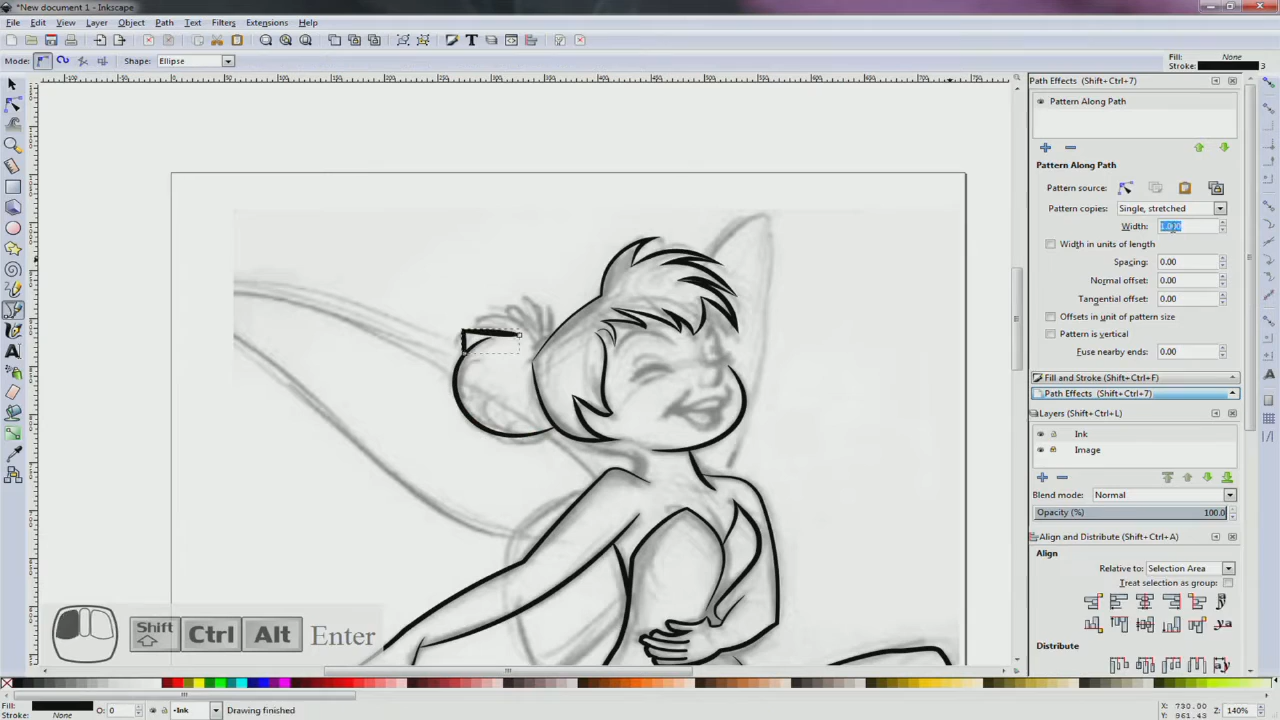 *New document 1 - Inkscape
File Edit View Layer Object Path Text Filters Extensions Help
Mode: Shape: Ellipse
Fill: None
Stroke: 3
Path Effects (Shift+Ctrl+7)
Pattern Along Path
Pattern Along Path
Pattern source:
Pattern copies: Single, stretched
Width:
Width in units of length
Spacing: 0.00
Normal offset: 0.00
Tangential offset: 0.00
Offsets in unit of pattern size
Pattern is vertical
Fuse nearby ends: 0.00
Fill and Stroke (Shift+Ctrl+F)
Path Effects (Shift+Ctrl+7)
Layers (Shift+Ctrl+L)
Ink
Image
Blend mode: Normal
Opacity (%) 100.0
Align and Distribute (Shift+Ctrl+A)
Align
Relative to: Selection Area
Treat selection as group:
Distribute
Shift Ctrl Alt Enter
Fill:
Stroke: None
O: 0
•Ink
Drawing finished
X: 730.00
Y: 961.43
Z: 140%